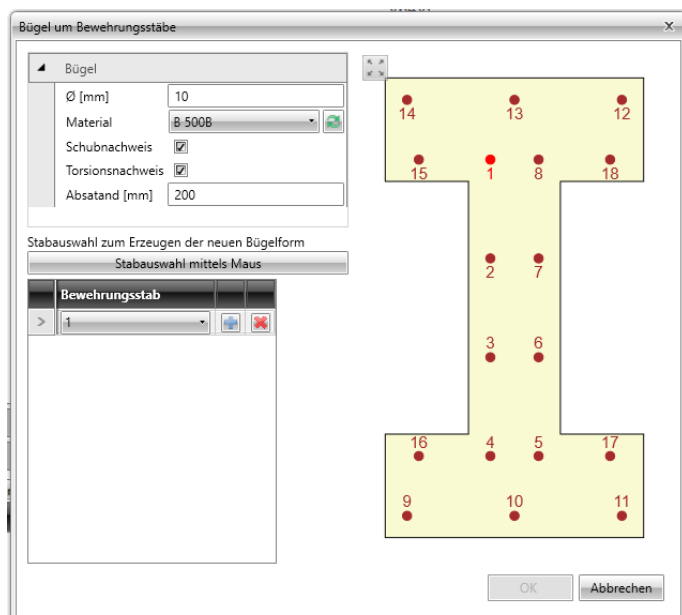 Bügel um Bewehrungsstäbe
x
Bügel
Ø [mm] 10
Material B 500B
Schubnachweis
Torsionsnachweis
Absatand [mm] 200
Stabauswahl zum Erzeugen der neuen Bügelform
Stabauswahl mittels Maus
Bewehrungsstab
> 1
14 13 12
15 1 8 18
2 7
3 6
16 4 5 17
9 10 11
OK Abbrechen